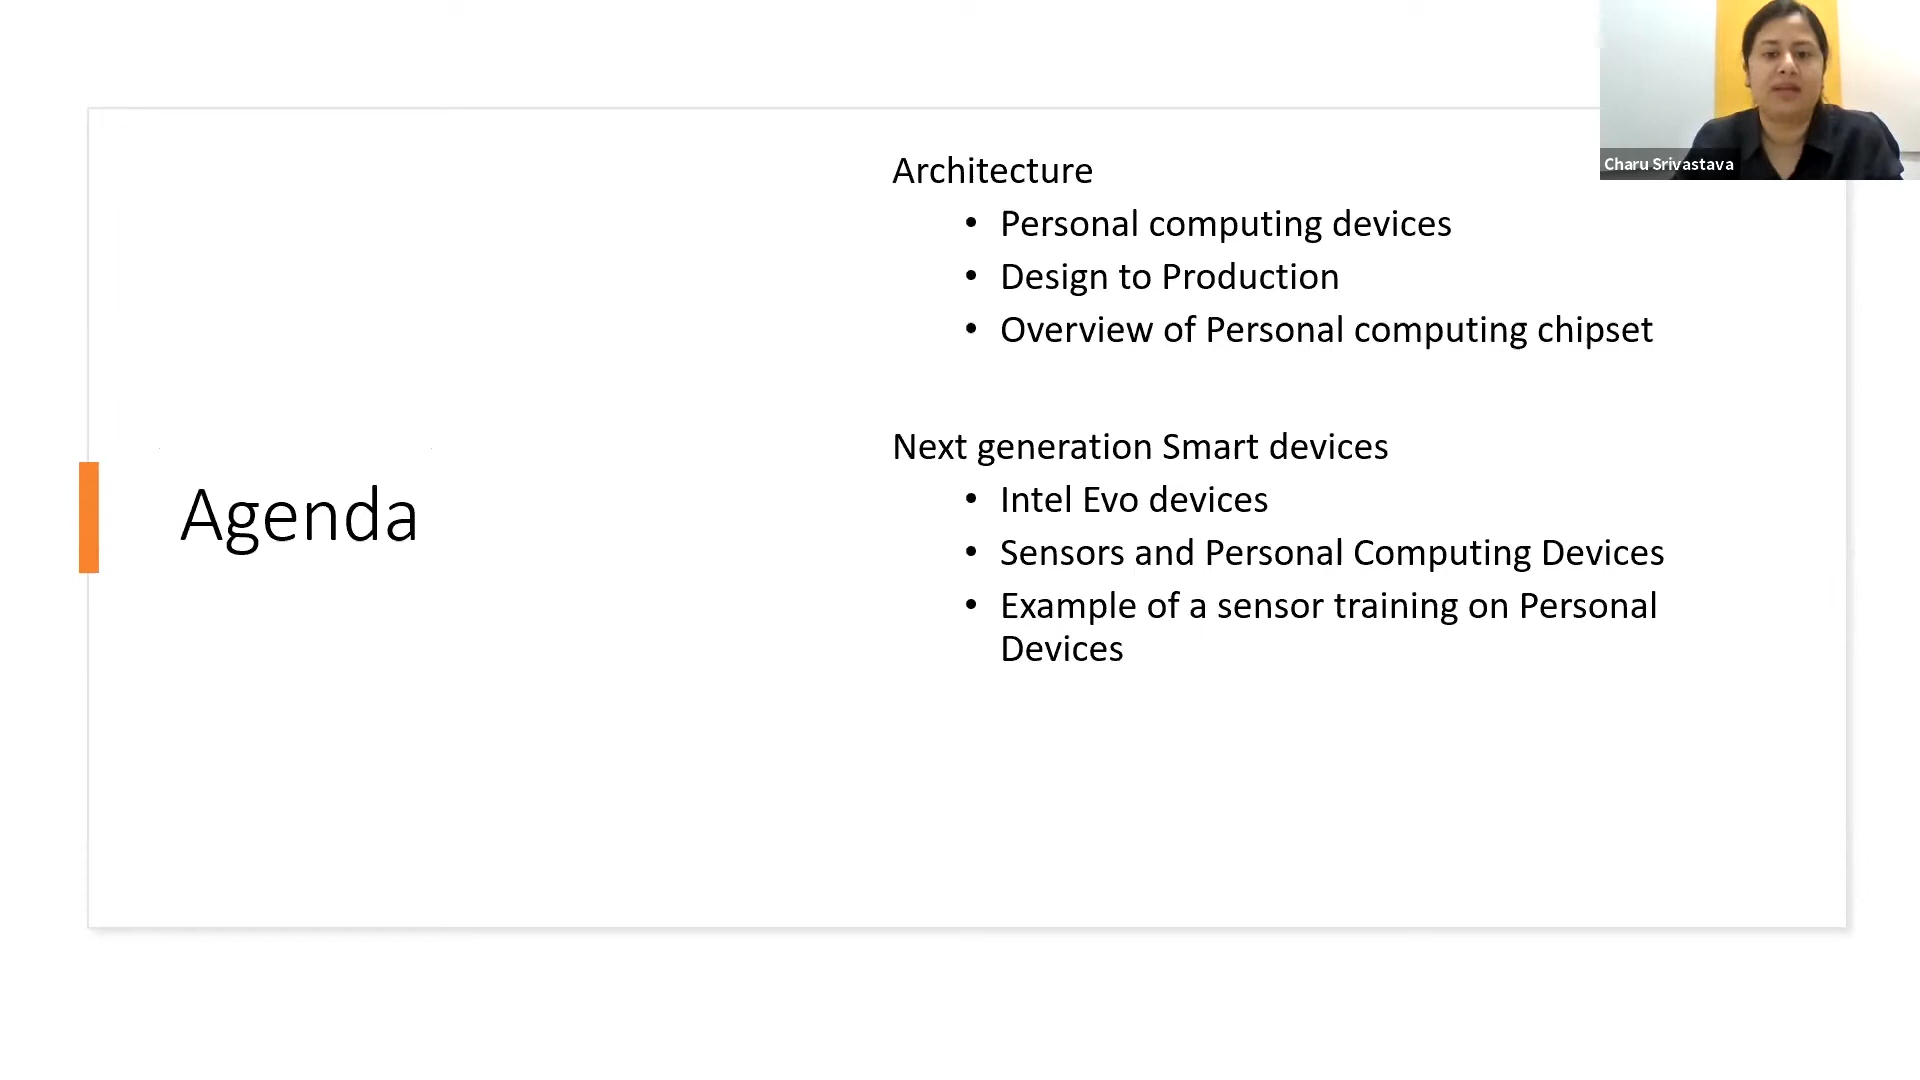 Charu Srivastava
Agenda
Architecture
• Personal computing devices
• Design to Production
• Overview of Personal computing chipset
Next generation Smart devices
• Intel Evo devices
• Sensors and Personal Computing Devices
• Example of a sensor training on Personal
Devices